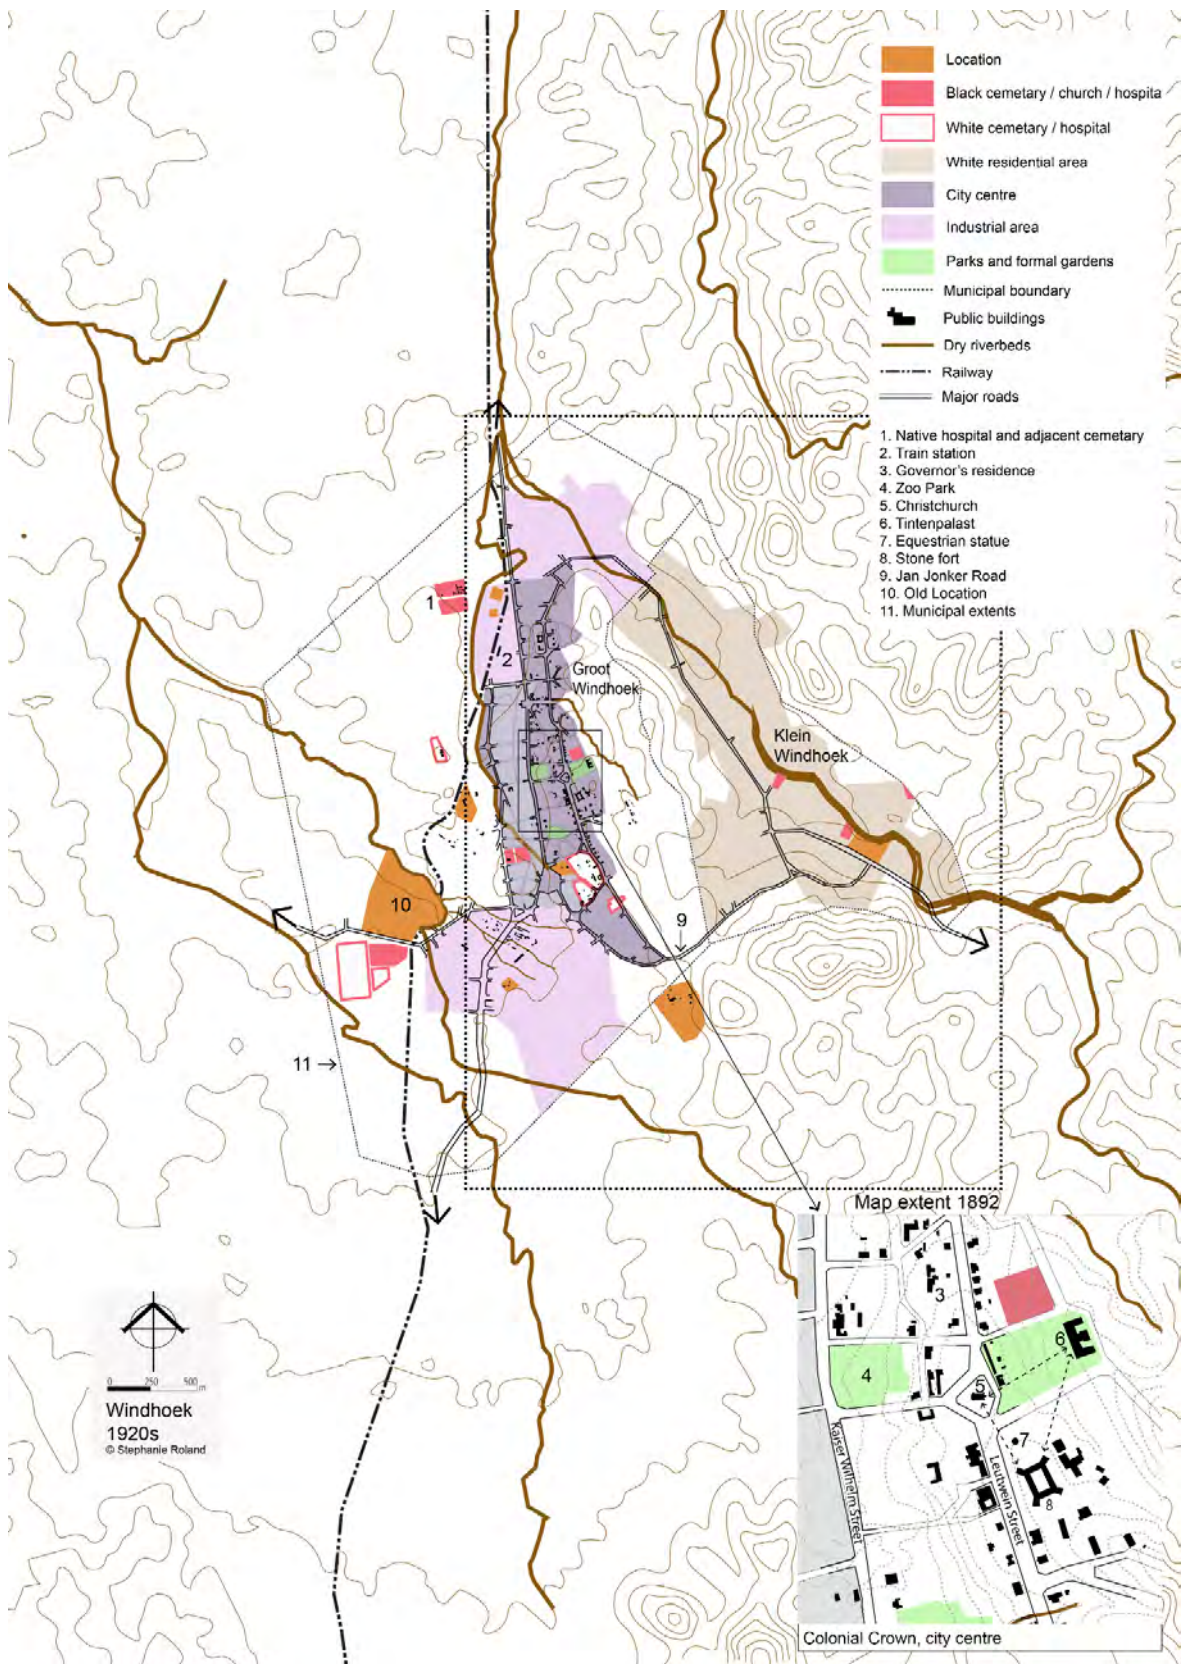 Location
Black cemetary / church / hospita
White cemetary / hospital
White residential area
City centre
Industrial area
Parks and formal gardens
Municipal boundary
Public buildings
Dry riverbeds
Railway
Major roads
1. Native hospital and adjacent cemetary
2. Train station
3. Governor's residence
4. Zoo Park
5. Christchurch
6. Tintenpalast
7. Equestrian statue
8. Stone fort
9. Jan Jonker Road
10. Old Location
11. Municipal extents
1
2
Groot
Windhoek
Klein
Windhoek
10
9
11
Map extent 1892
3
4
5
6
7
8
Kaiser Wilhelm Street
Leutwein Street
Colonial Crown, city centre
0 250 500
m
Windhoek
1920s
© Stephanie Roland